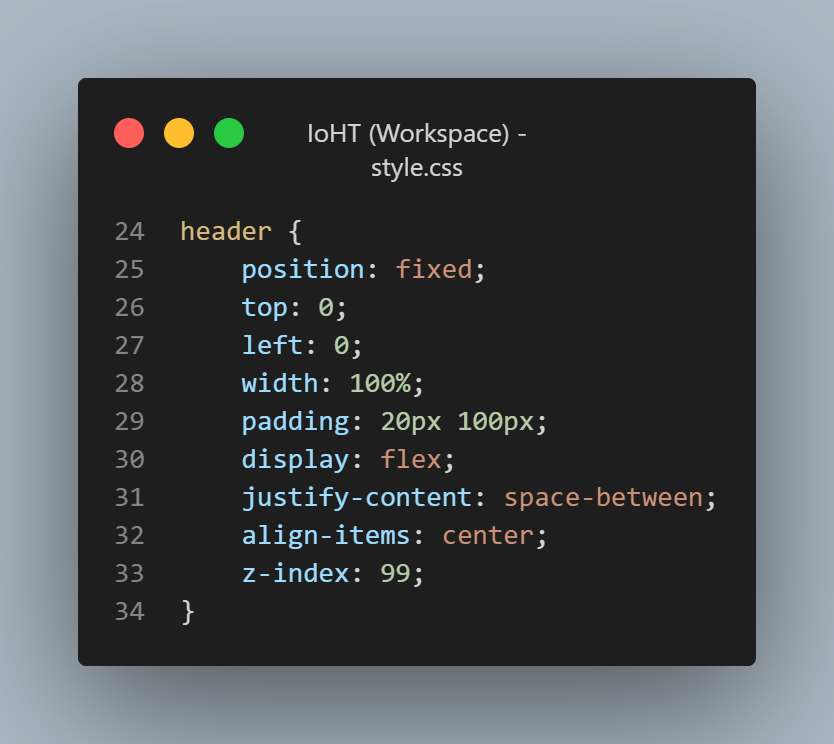 IoHT (Workspace) -
style.css
24 header {
25     position: fixed;
26     top: 0;
27     left: 0;
28     width: 100%;
29     padding: 20px 100px;
30     display: flex;
31     justify-content: space-between;
32     align-items: center;
33     z-index: 99;
34 }